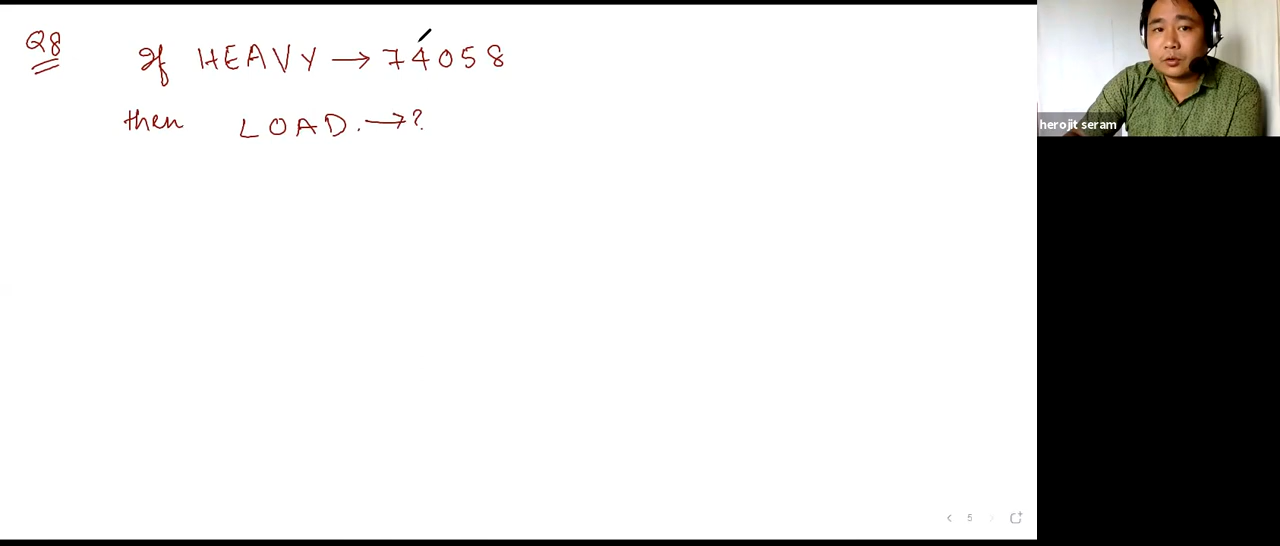 Q8 If HEAVY → 74058
then LOAD. → ?
herojit seram
5